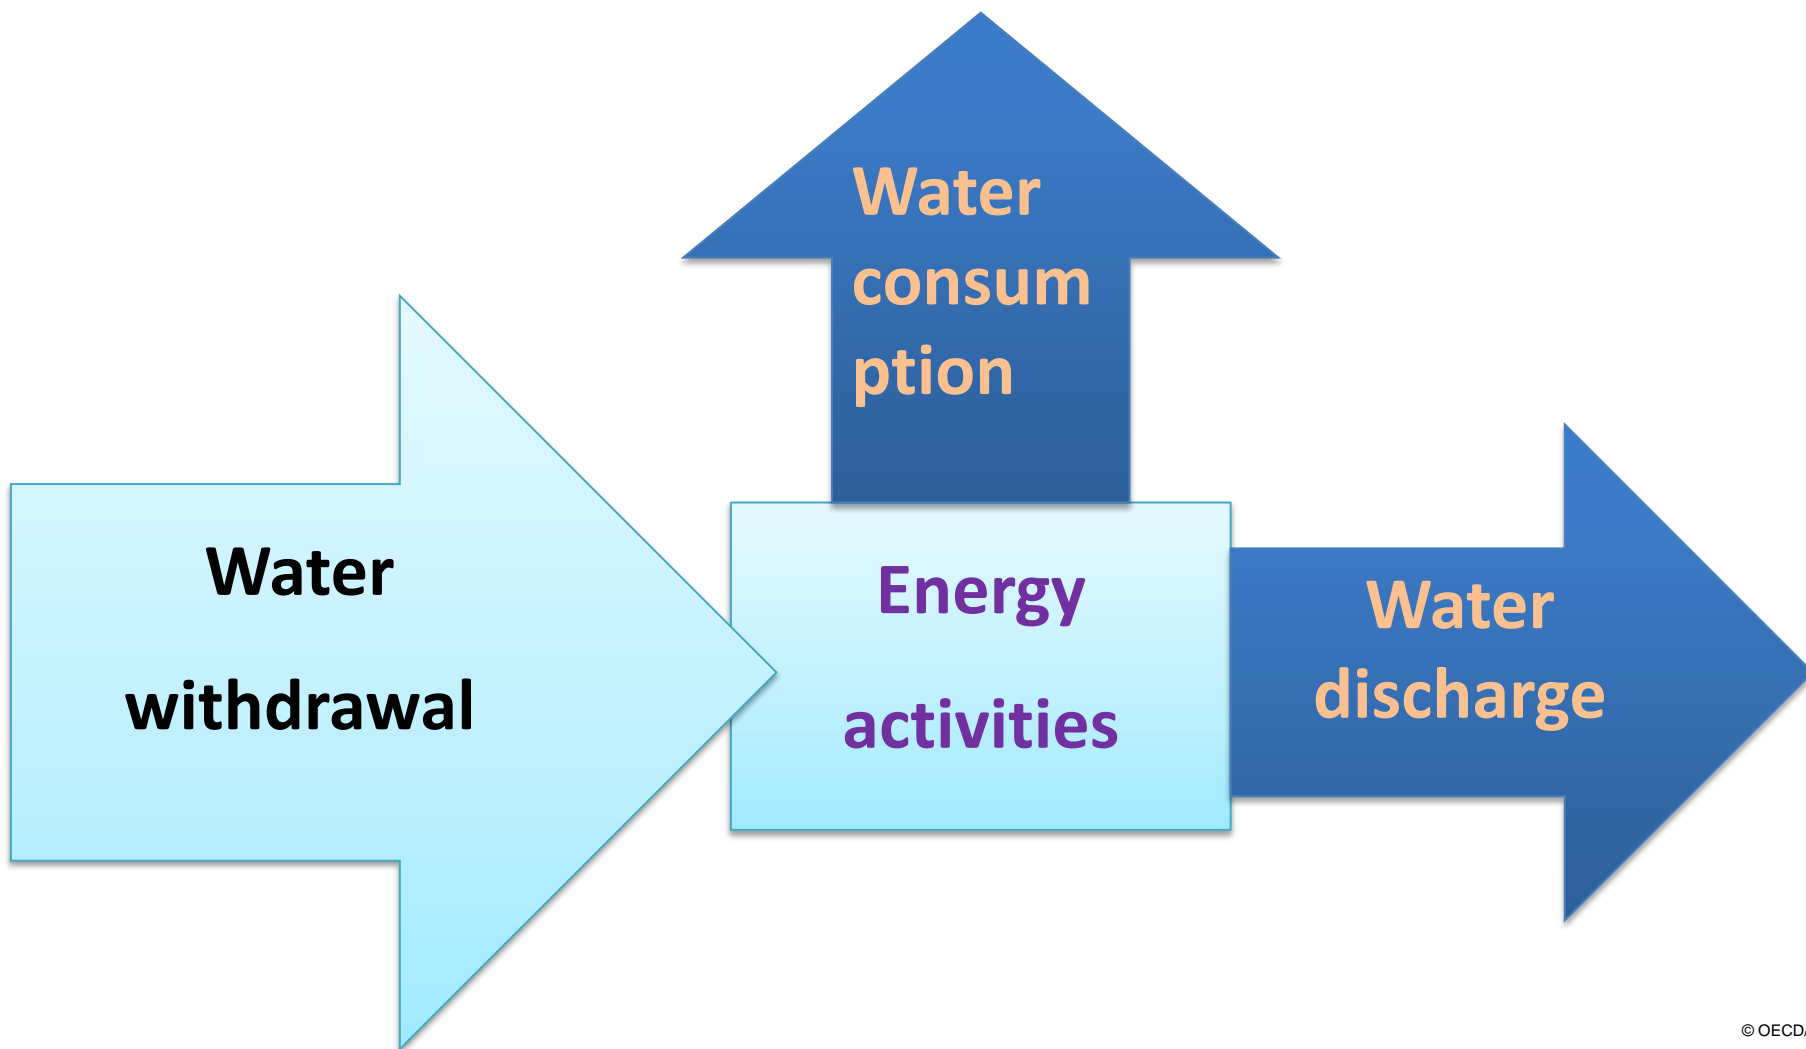 Water
consum
ption
Water
withdrawal
Energy
activities
Water
discharge
© OECD/